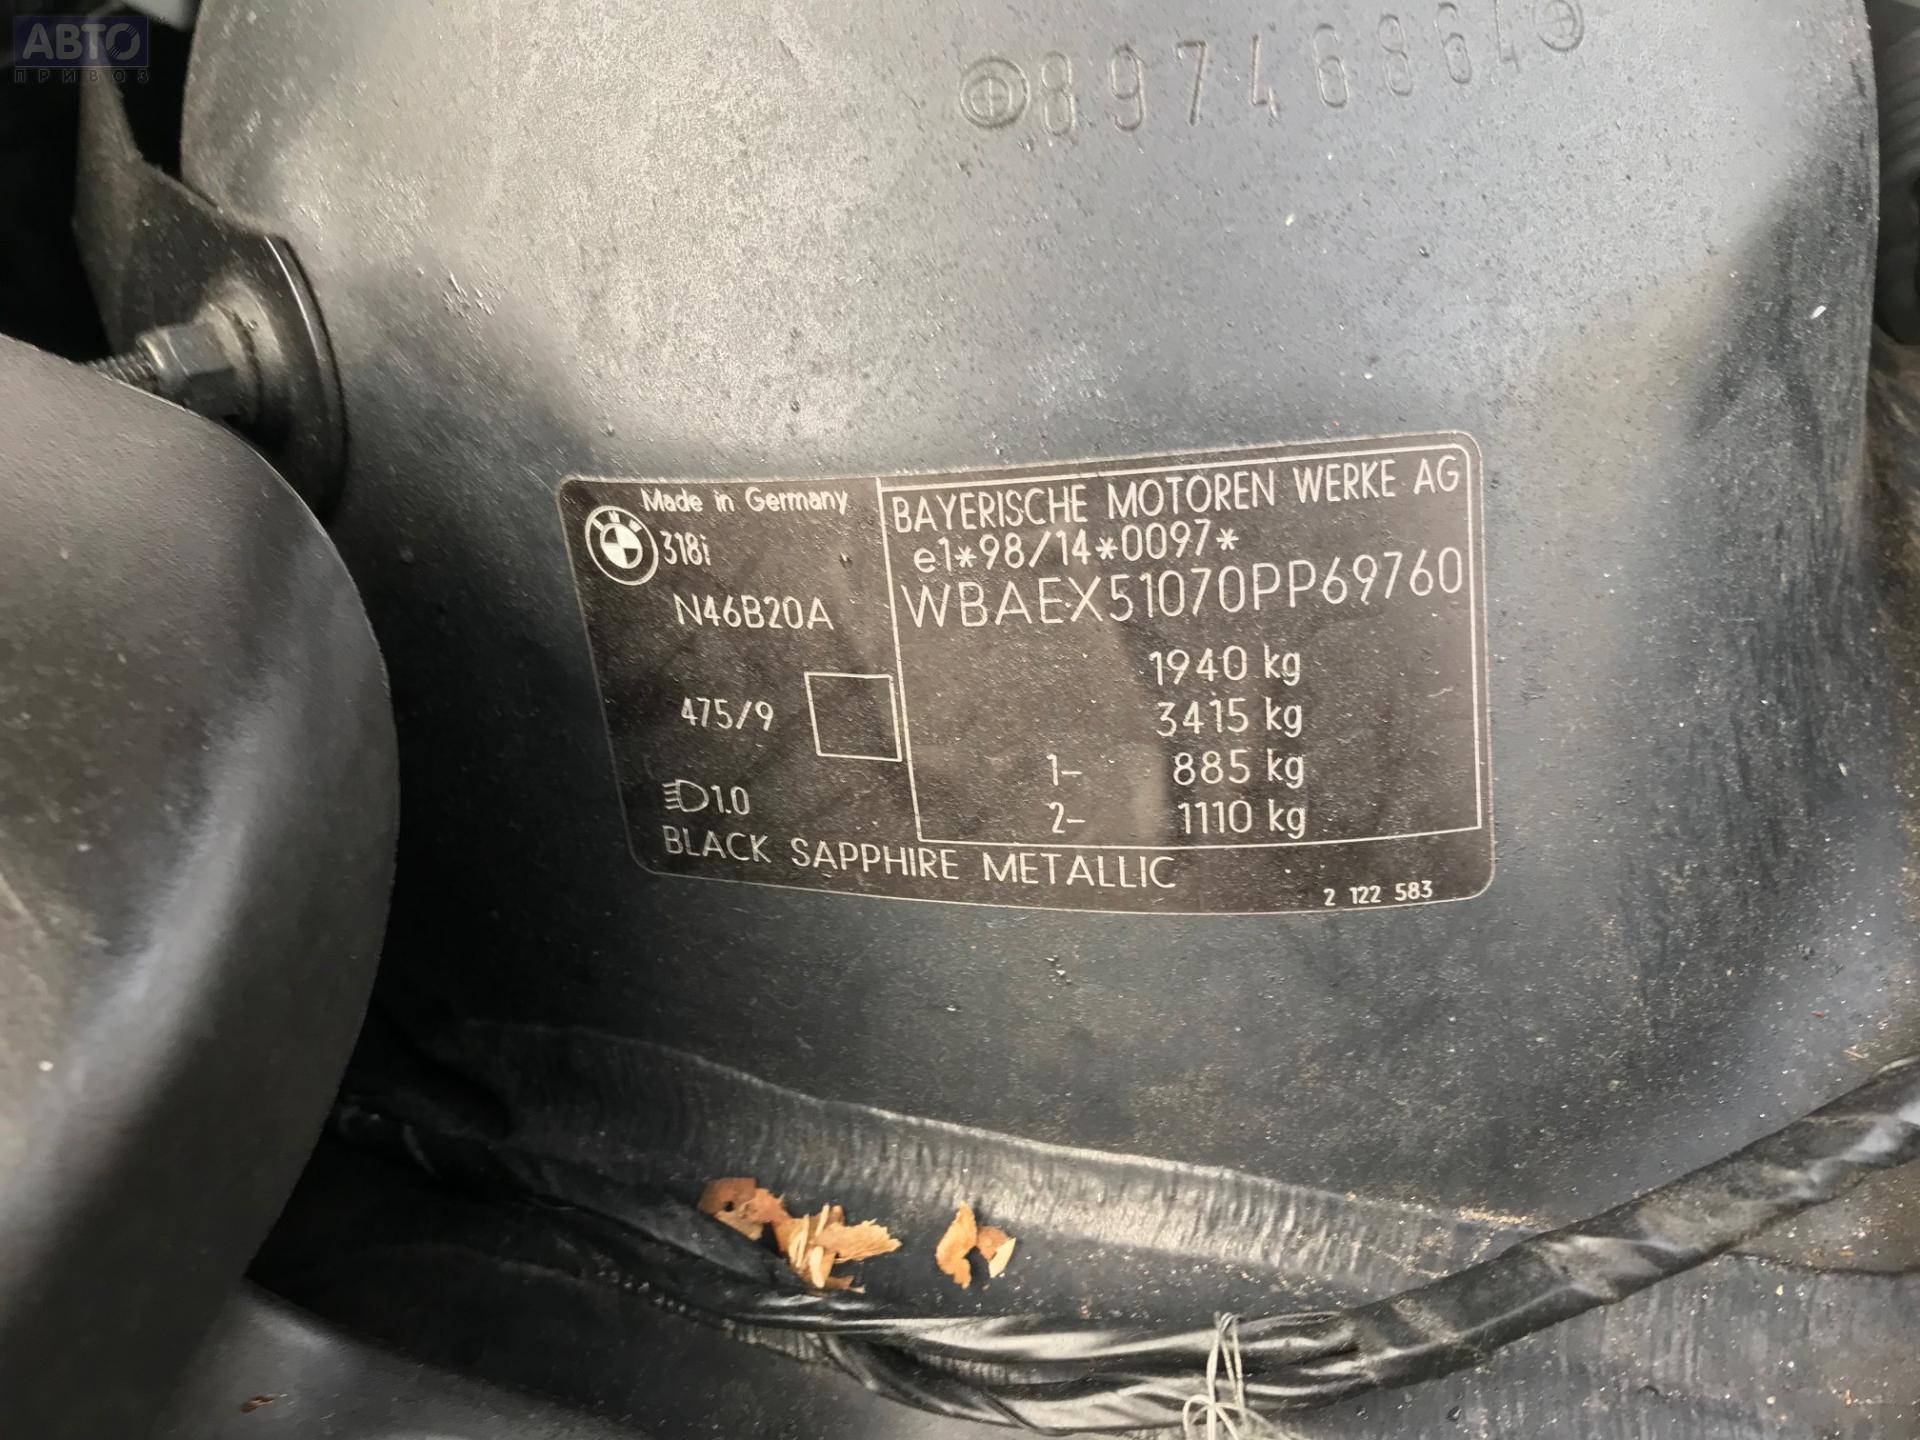 АВТО
ПРИВОЗ
89746864
Made in Germany
318i
N46B20A
475/9
1.0
BLACK SAPPHIRE METALLIC
BAYERISCHE MOTOREN WERKE AG
e1*98/14*0097*
WBAEX51070PP69760
1940 kg
3415 kg
1- 885 kg
2- 1110 kg
2 122 583